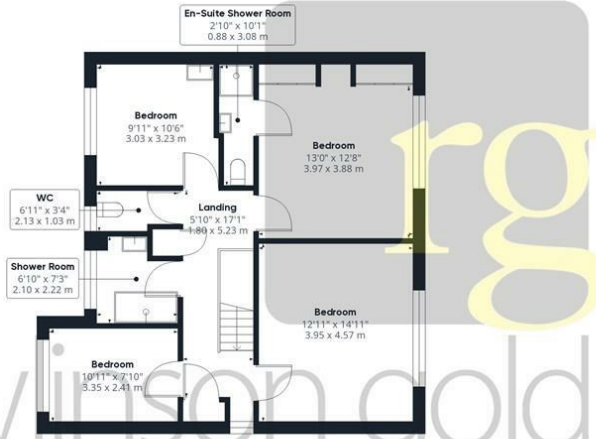 En-Suite Shower Room
2'10" x 10'1"
0.88 x 3.08 m
Bedroom
9'11" x 10'6"
3.03 x 3.23 m
Bedroom
13'0" x 12'8"
3.97 x 3.88 m
WC
6'11" x 3'4"
2.13 x 1.03 m
Landing
5'10" x 17'1"
1.80 x 5.23 m
Shower Room
6'10" x 7'3"
2.10 x 2.22 m
Bedroom
12'11" x 14'11"
3.95 x 4.57 m
Bedroom
10'11" x 7'10"
3.35 x 2.41 m
rg